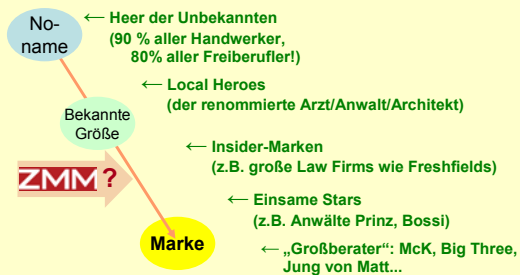 No-
name
← Heer der Unbekannten
(90 % aller Handwerker,
80% aller Freiberufler!)
← Local Heroes
(der renommierte Arzt/Anwalt/Architekt)
Bekannte
Größe
← Insider-Marken
(z.B. große Law Firms wie Freshfields)
ZMM ?
← Einsame Stars
(z.B. Anwälte Prinz, Bossi)
Marke
← „Großberater“: McK, Big Three,
Jung von Matt...